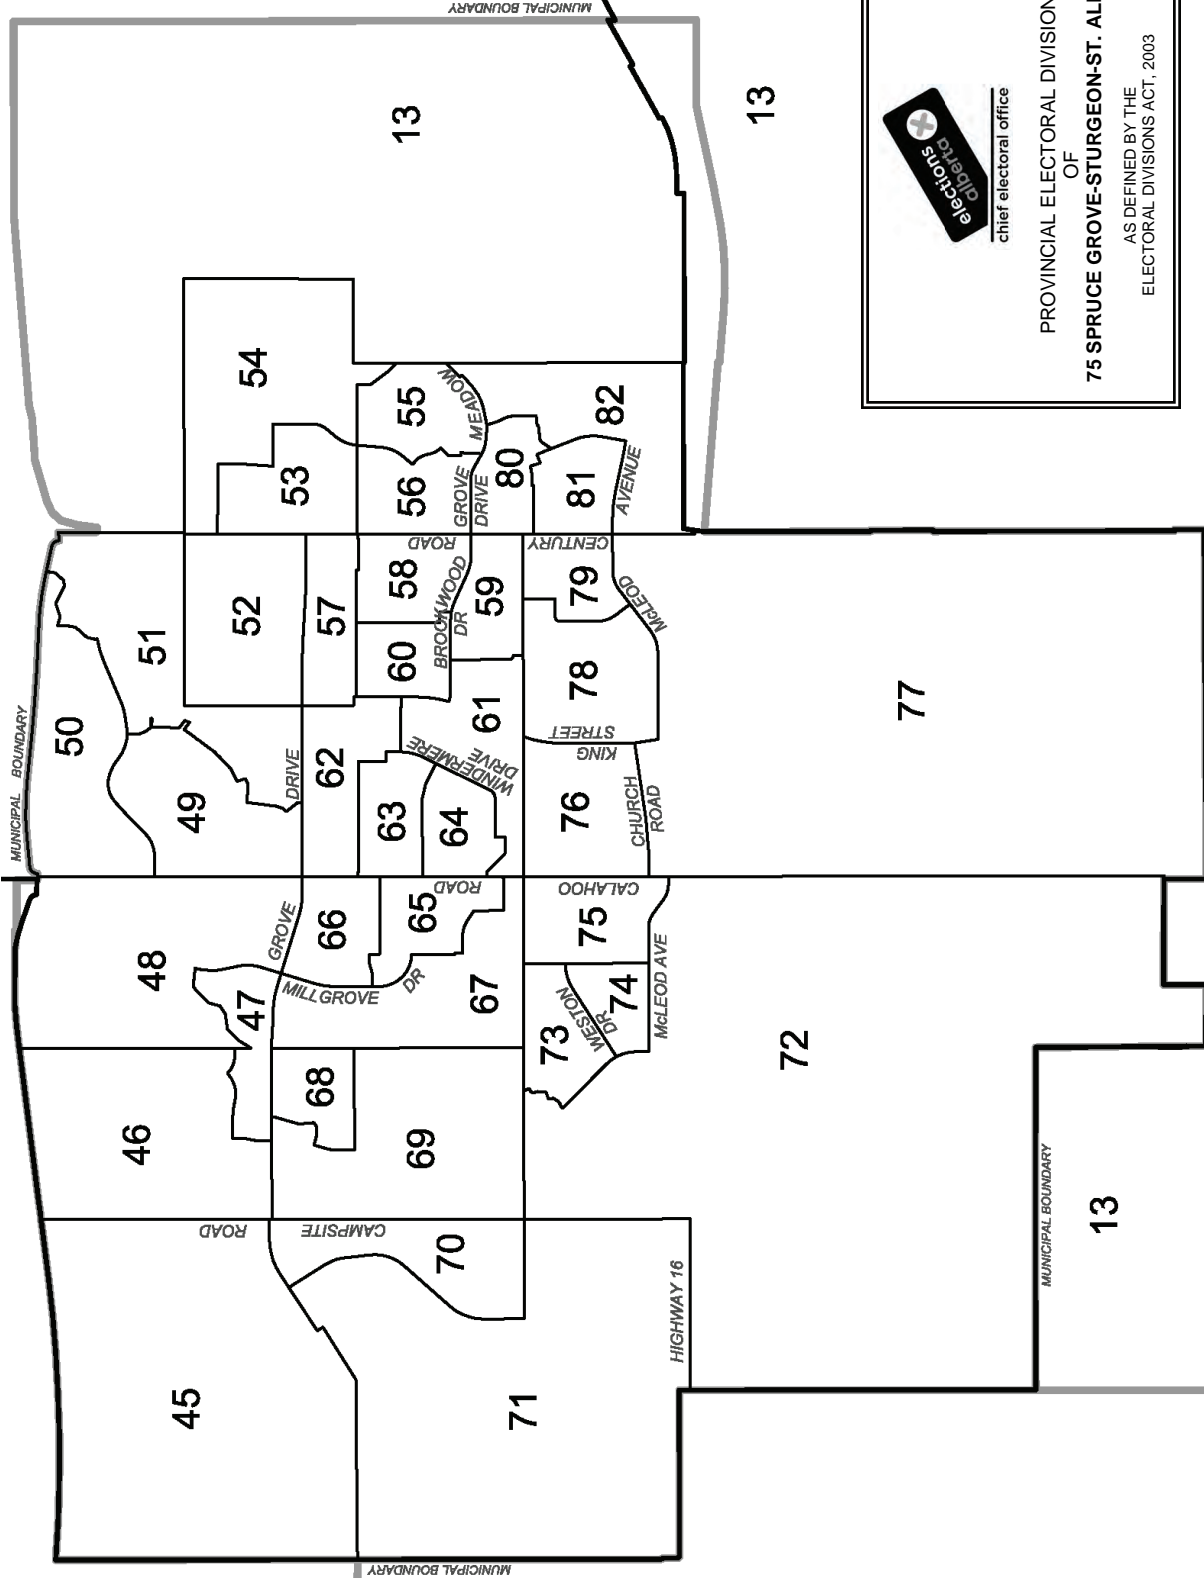 MUNICIPAL BOUNDARY
MUNICIPAL BOUNDARY
13
13
54
55
MEADOW
82
53
56
GROVE
DRIVE
80
81
AVENUE
ROAD
CENTURY
51
52
57
58
BROOKWOOD
DR
59
79
McLEOD
60
50
61
78
KING
STREET
77
49
DRIVE
62
63
WINDERMERE
DRIVE
64
76
CHURCH
ROAD
48
GROVE
66
65
ROAD
CALAHOO
75
47
MILLGROVE
DR
67
73
WESTON
DR
74
McLEOD AVE
72
46
68
69
ROAD
CAMPSITE
70
HIGHWAY 16
MUNICIPAL BOUNDARY
13
45
71
MUNICIPAL BOUNDARY
elections
alberta
chief electoral office
PROVINCIAL ELECTORAL DIVISION
OF
75 SPRUCE GROVE-STURGEON-ST.
AS DEFINED BY THE
ELECTORAL DIVISIONS ACT, 2003